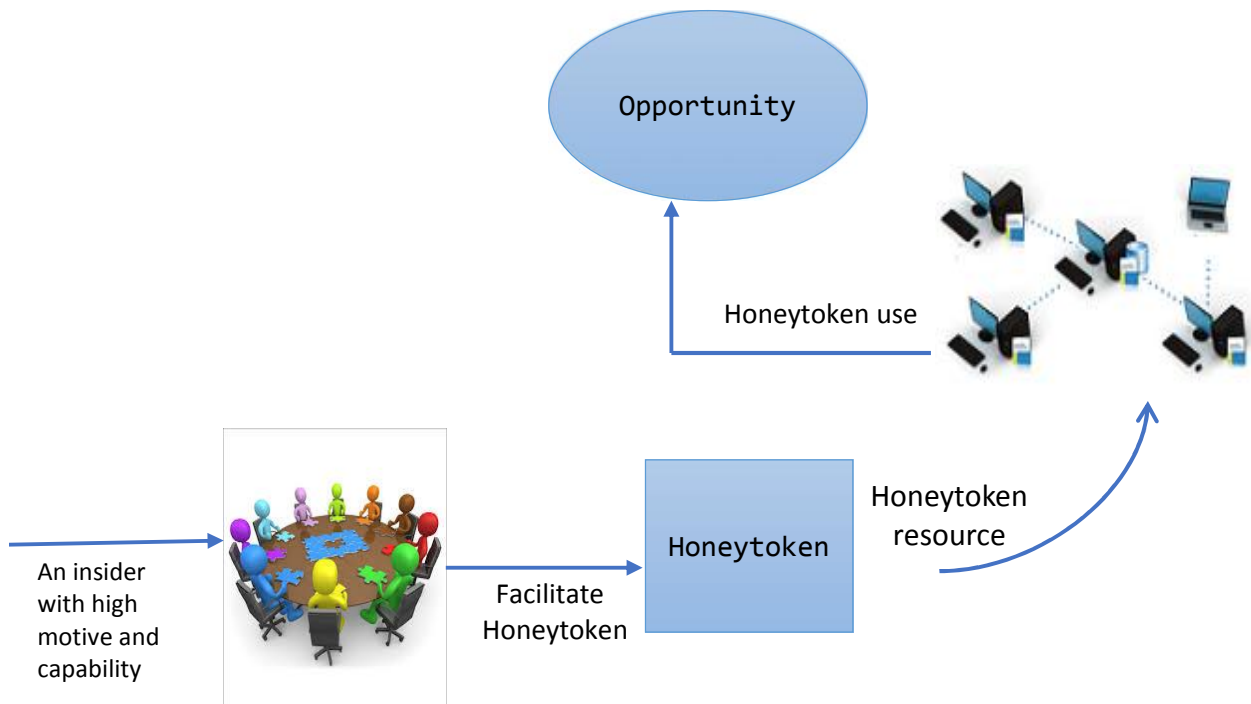 Opportunity
Honeytoken use
Honeytoken
resource
Honeytoken
Facilitate
Honeytoken
An insider
with high
motive and
capability